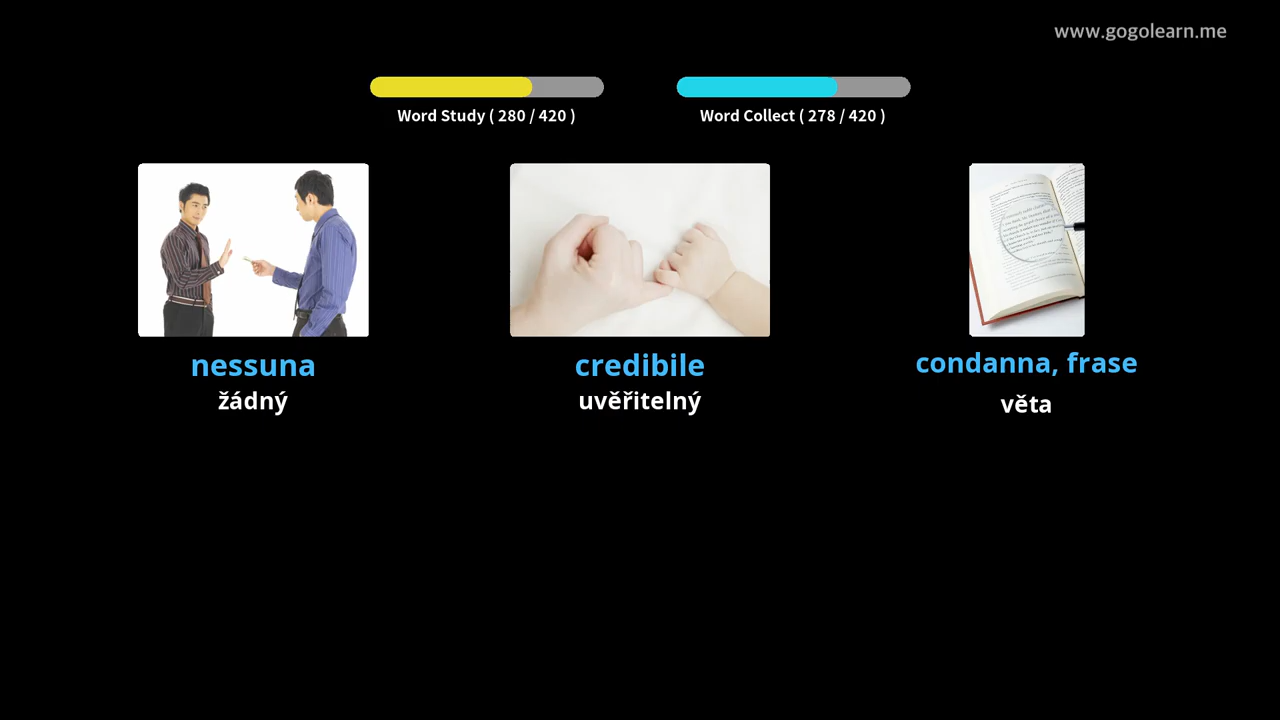 www.gogolearn.me
Word Study ( 280 / 420 )
Word Collect ( 278 / 420 )
nessuna
žádný
credibile
uvěřitelný
condanna, frase
věta